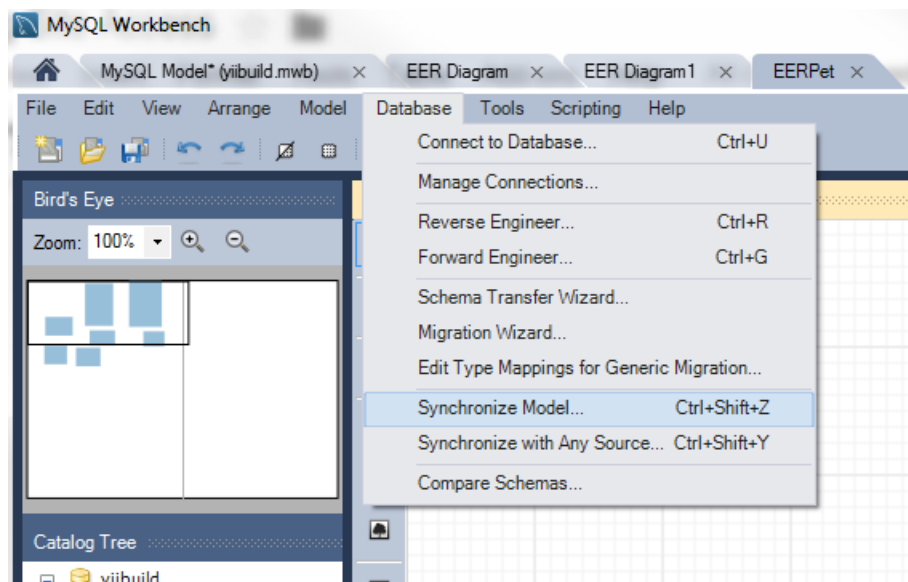 MySQL Workbench
MySQL Model* (yiibuild.mwb) EER Diagram EER Diagram1 EERPet
File Edit View Arrange Model Database Tools Scripting Help
Connect to Database... Ctrl+U
Manage Connections...
Bird's Eye
Reverse Engineer... Ctrl+R
Zoom: 100%
Forward Engineer... Ctrl+G
Schema Transfer Wizard...
Migration Wizard...
Edit Type Mappings for Generic Migration...
Synchronize Model... Ctrl+Shift+Z
Synchronize with Any Source... Ctrl+Shift+Y
Compare Schemas...
Catalog Tree
yiibuild